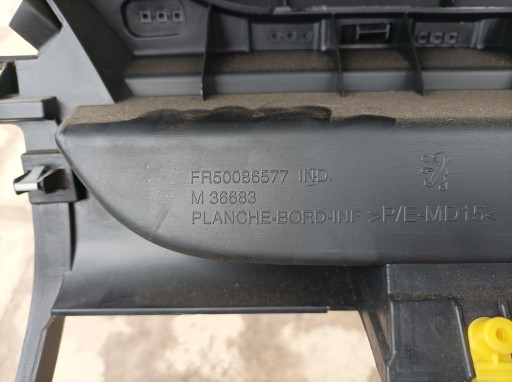 FR50086577 IND.
M 36683
PLANCHE-BORD-INF >P/E-MD15<